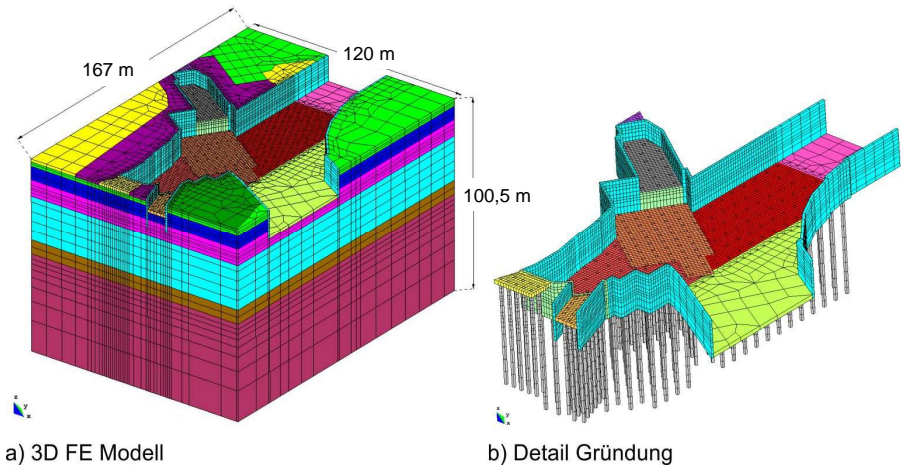 167 m
120 m
100,5 m
z
y
x
z
y
x
a) 3D FE Modell
b) Detail Gründung